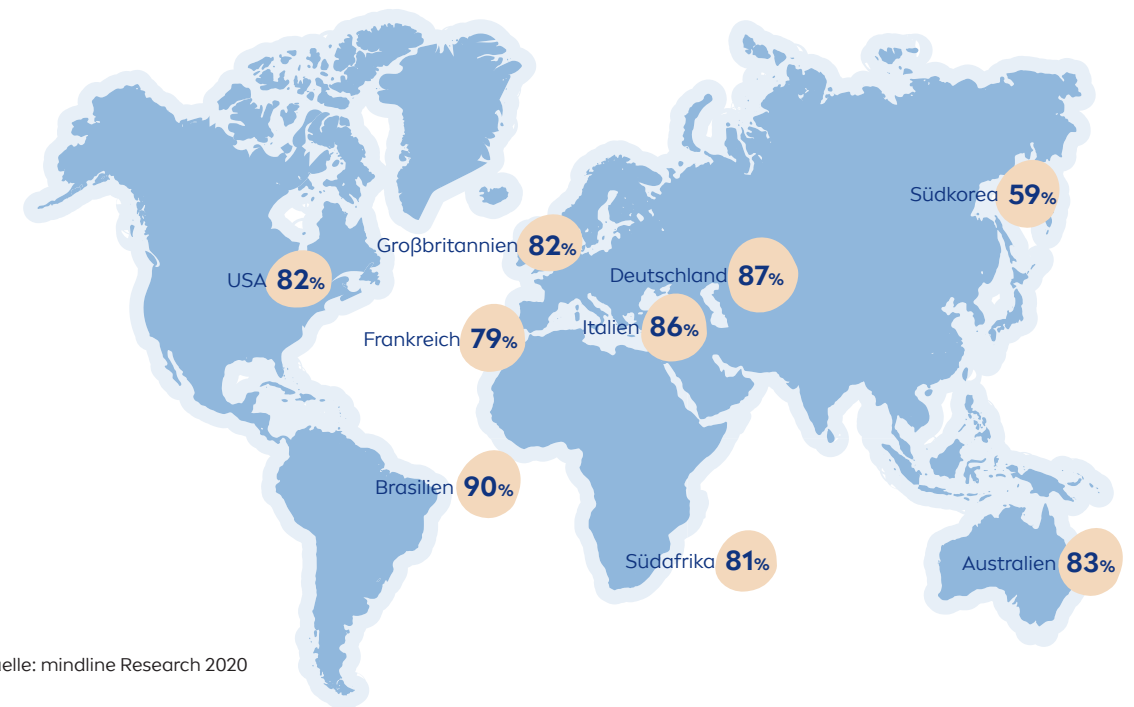 Südkorea 59%
Großbritannien 82%
Deutschland 87%
USA 82%
Italien 86%
Frankreich 79%
Brasilien 90%
Südafrika 81%
Australien 83%
elle: mindline Research 2020